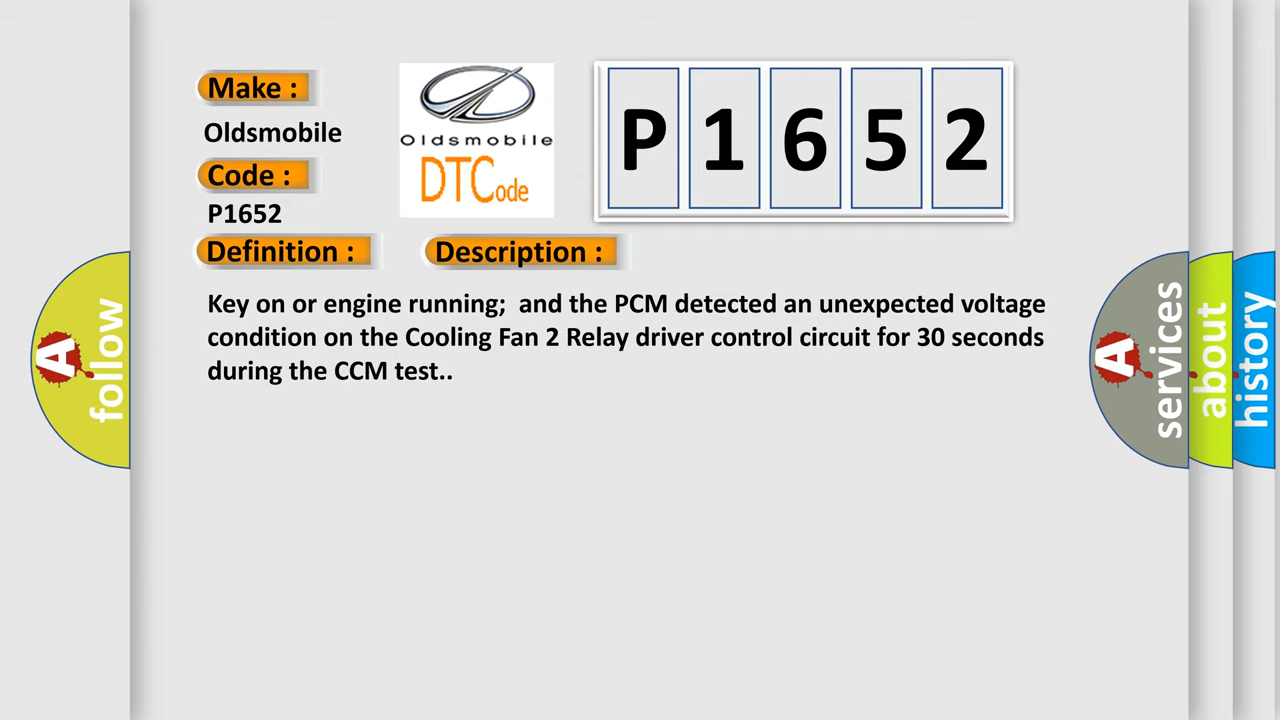 Make :
Oldsmobile
Code :
P1652
Oldsmobile
DTCode
P 1 6 5 2
Definition :
Description :
Key on or engine running;  and the PCM detected an unexpected voltage
condition on the Cooling Fan 2 Relay driver control circuit for 30 seconds
during the CCM test..
A follow
A services
about
history